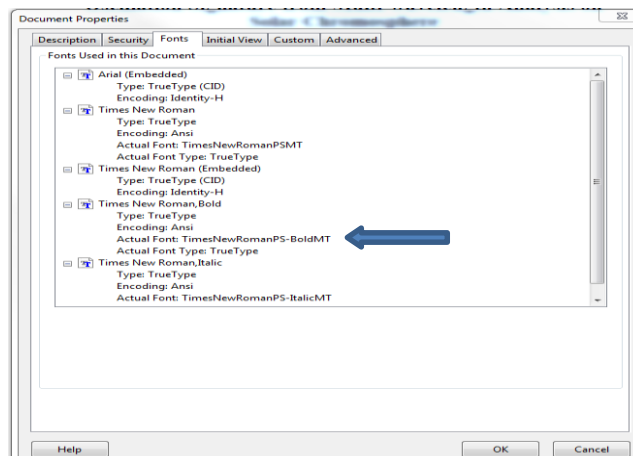 Document Properties
Solar Chromosphere
Description Security Fonts Initial View Custom Advanced
Fonts Used in this Document
Arial (Embedded)
Type: TrueType (CID)
Encoding: Identity-H
Times New Roman
Type: TrueType
Encoding: Ansi
Actual Font: TimesNewRomanPSMT
Actual Font Type: TrueType
Times New Roman (Embedded)
Type: TrueType (CID)
Encoding: Identity-H
Times New Roman,Bold
Type: TrueType
Encoding: Ansi
Actual Font: TimesNewRomanPS-BoldMT
Actual Font Type: TrueType
Times New Roman,Italic
Type: TrueType
Encoding: Ansi
Actual Font: TimesNewRomanPS-ItalicMT
Help OK Cancel